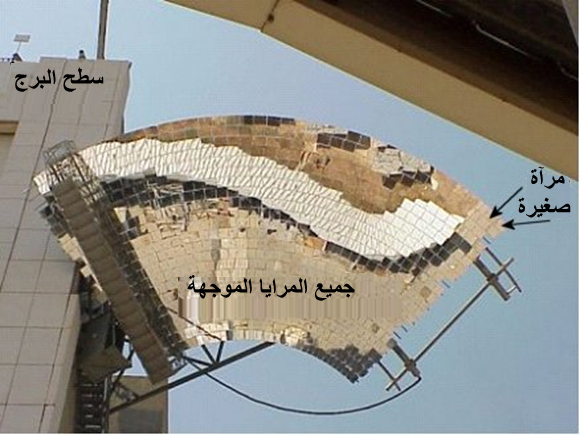 سطح البرج
مرآة
صغيرة
جميع المرايا الموجهة